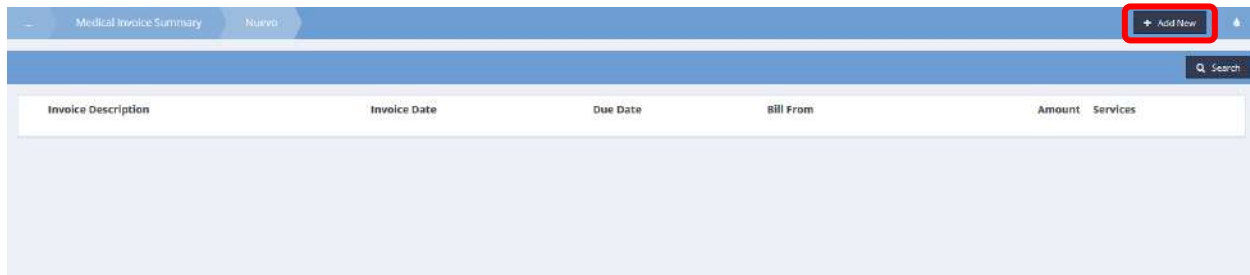 ... Medical Invoice Summary Nuevo + Add New
Search
Invoice Description Invoice Date Due Date Bill From Amount Services